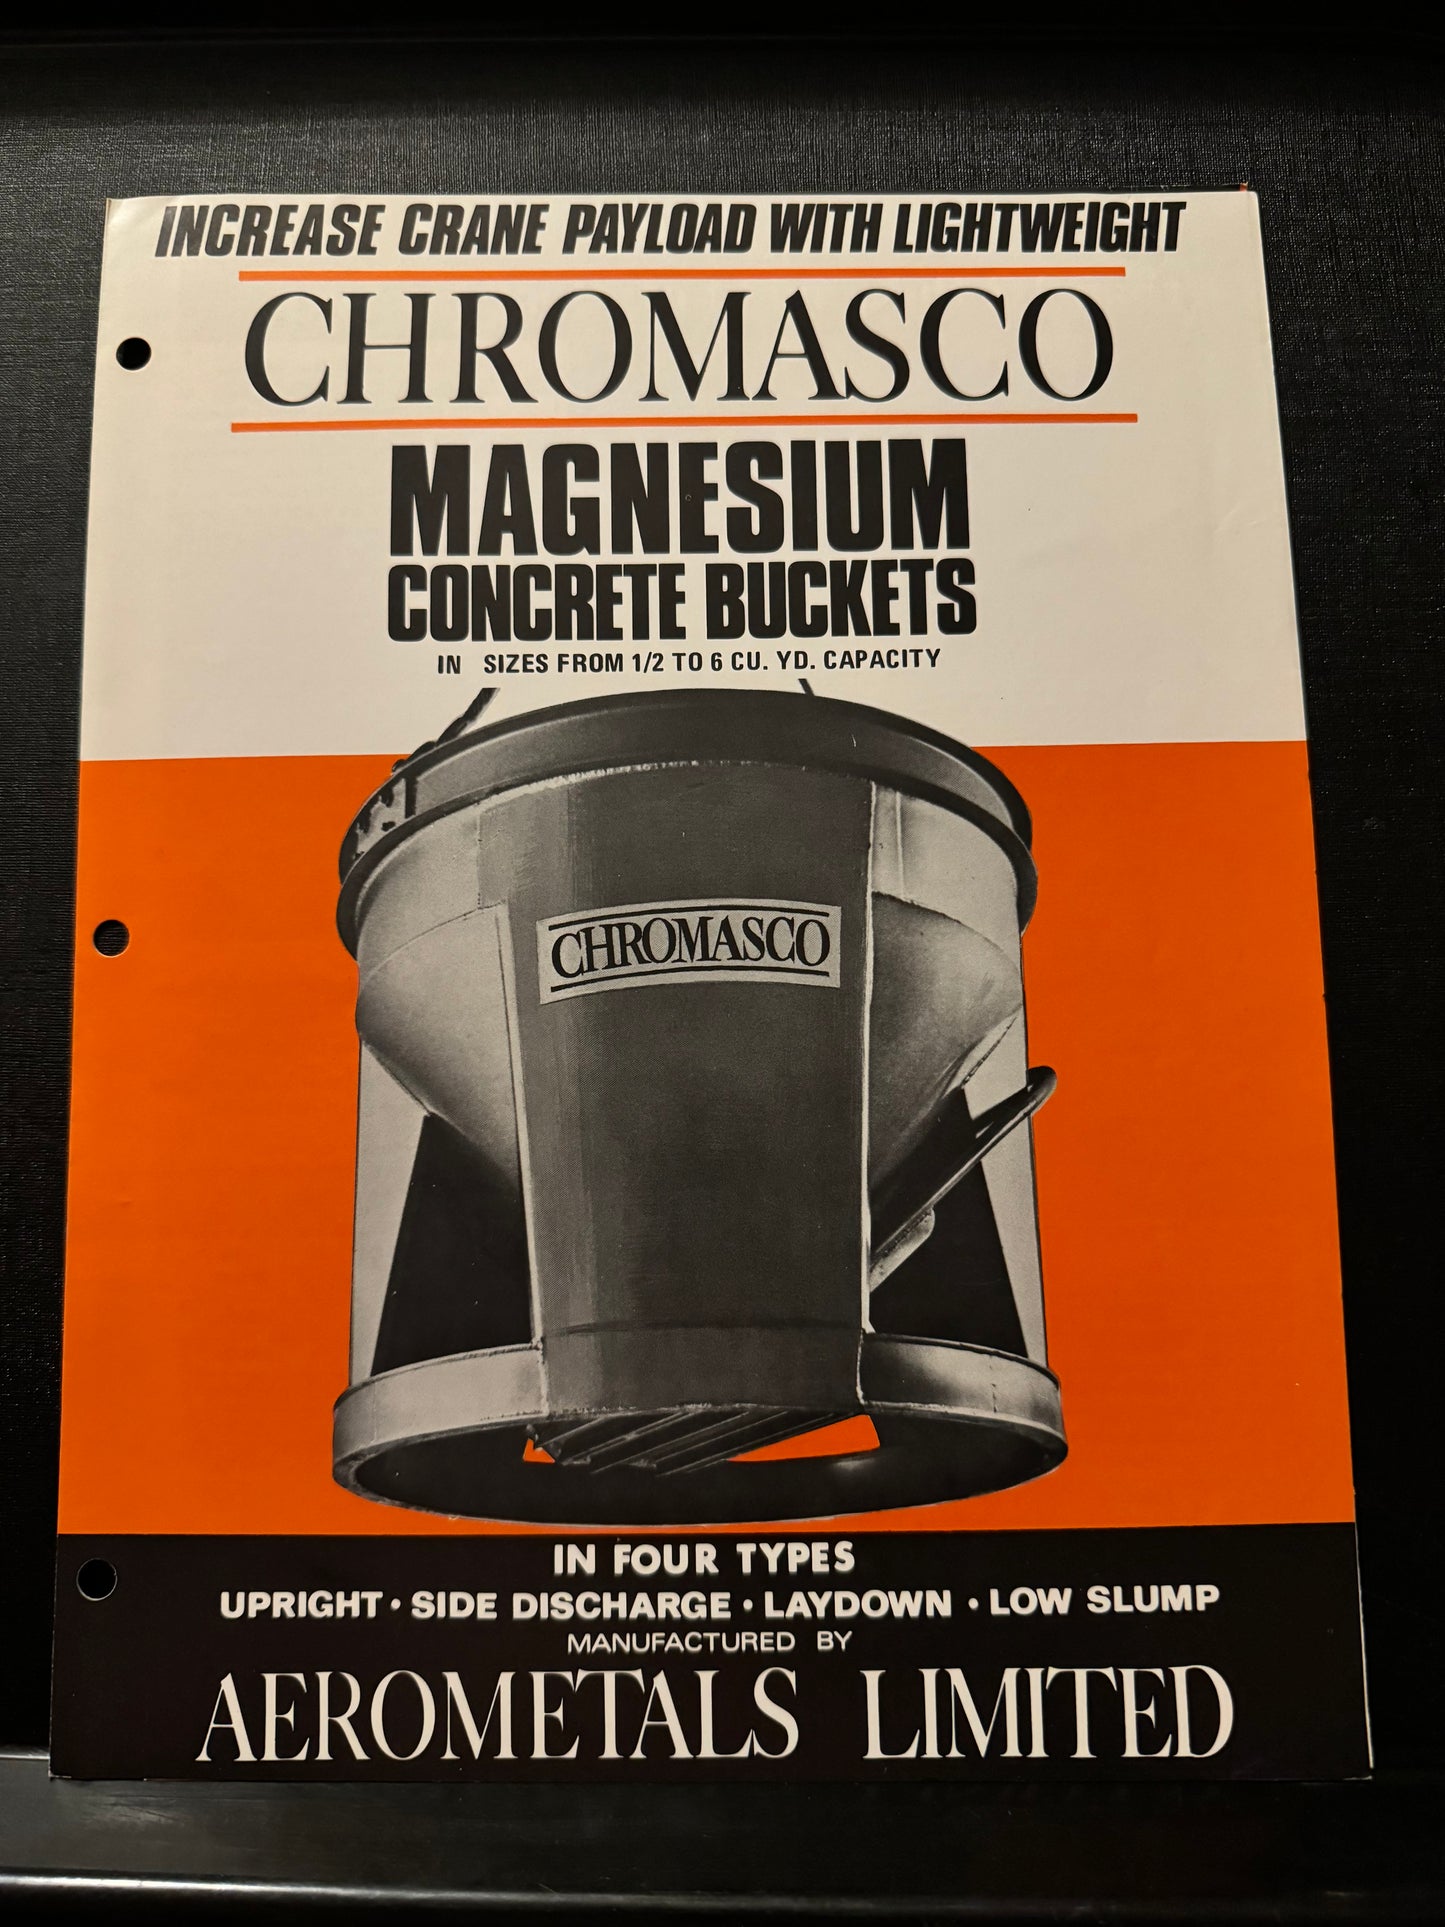 INCREASE CRANE PAYLOAD WITH LIGHTWEIGHT
CHROMASCO
MAGNESIUM
CONCRETE BUCKETS
IN SIZES FROM 1/2 TO 6 CU. YD. CAPACITY
CHROMASCO
IN FOUR TYPES
UPRIGHT • SIDE DISCHARGE • LAYDOWN • LOW SLUMP
MANUFACTURED BY
AEROMETALS LIMITED